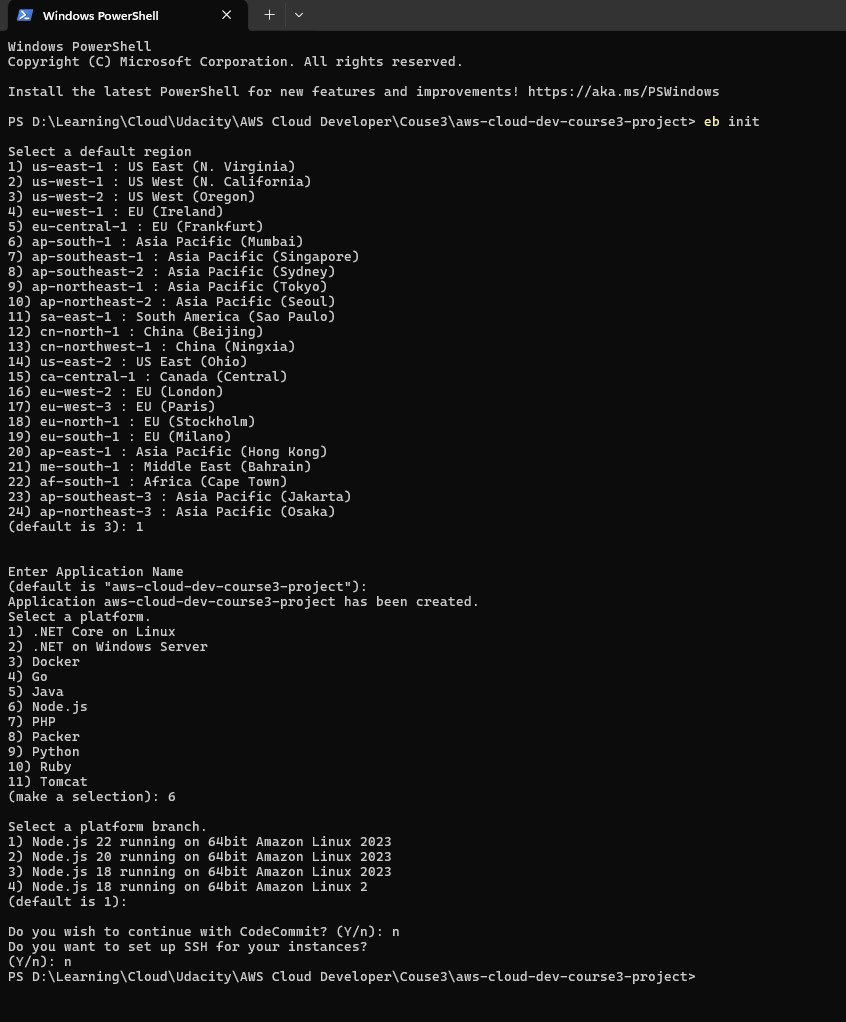 Windows PowerShell
Windows PowerShell
Copyright (C) Microsoft Corporation. All rights reserved.
Install the latest PowerShell for new features and improvements! https://aka.ms/PSWindows
PS D:\Learning\Cloud\Udacity\AWS Cloud Developer\Couse3\aws-cloud-dev-course3-project> eb init
Select a default region
1) us-east-1 : US East (N. Virginia)
2) us-west-1 : US West (N. California)
3) us-west-2 : US West (Oregon)
4) eu-west-1 : EU (Ireland)
5) eu-central-1 : EU (Frankfurt)
6) ap-south-1 : Asia Pacific (Mumbai)
7) ap-southeast-1 : Asia Pacific (Singapore)
8) ap-southeast-2 : Asia Pacific (Sydney)
9) ap-northeast-1 : Asia Pacific (Tokyo)
10) ap-northeast-2 : Asia Pacific (Seoul)
11) sa-east-1 : South America (Sao Paulo)
12) cn-north-1 : China (Beijing)
13) cn-northwest-1 : China (Ningxia)
14) us-east-2 : US East (Ohio)
15) ca-central-1 : Canada (Central)
16) eu-west-2 : EU (London)
17) eu-west-3 : EU (Paris)
18) eu-north-1 : EU (Stockholm)
19) eu-south-1 : EU (Milano)
20) ap-east-1 : Asia Pacific (Hong Kong)
21) me-south-1 : Middle East (Bahrain)
22) af-south-1 : Africa (Cape Town)
23) ap-southeast-3 : Asia Pacific (Jakarta)
24) ap-northeast-3 : Asia Pacific (Osaka)
(default is 3): 1
Enter Application Name
(default is "aws-cloud-dev-course3-project"):
Application aws-cloud-dev-course3-project has been created.
Select a platform.
1) .NET Core on Linux
2) .NET on Windows Server
3) Docker
4) Go
5) Java
6) Node.js
7) PHP
8) Packer
9) Python
10) Ruby
11) Tomcat
(make a selection): 6
Select a platform branch.
1) Node.js 22 running on 64bit Amazon Linux 2023
2) Node.js 20 running on 64bit Amazon Linux 2023
3) Node.js 18 running on 64bit Amazon Linux 2023
4) Node.js 18 running on 64bit Amazon Linux 2
(default is 1):
Do you wish to continue with CodeCommit? (Y/n): n
Do you want to set up SSH for your instances?
(Y/n): n
PS D:\Learning\Cloud\Udacity\AWS Cloud Developer\Couse3\aws-cloud-dev-course3-project>